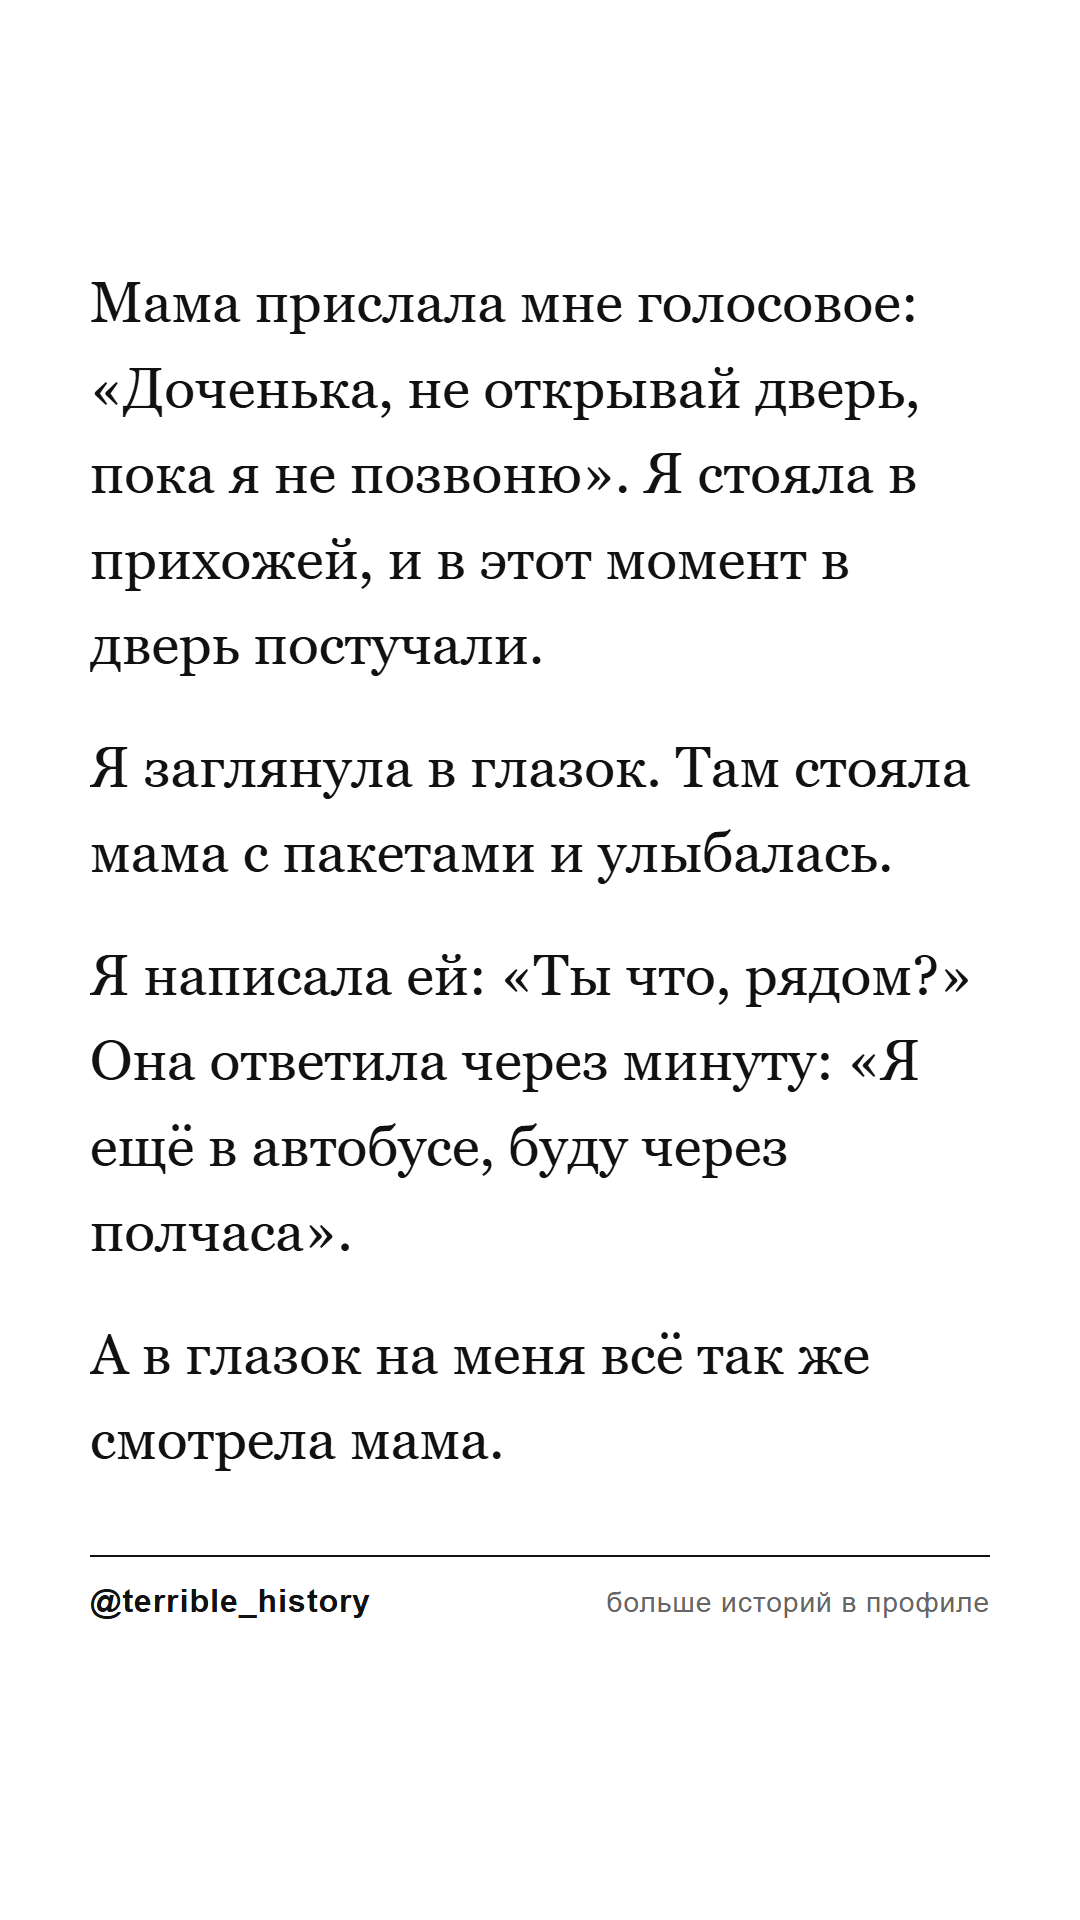 Мама прислала мне голосовое:
«Доченька, не открывай дверь,
пока я не позвоню». Я стояла в
прихожей, и в этот момент в
дверь постучали.
Я заглянула в глазок. Там стояла
мама с пакетами и улыбалась.
Я написала ей: «Ты что, рядом?»
Она ответила через минуту: «Я
ещё в автобусе, буду через
полчаса».
А в глазок на меня всё так же
смотрела мама.
@terrible_history больше историй в профиле